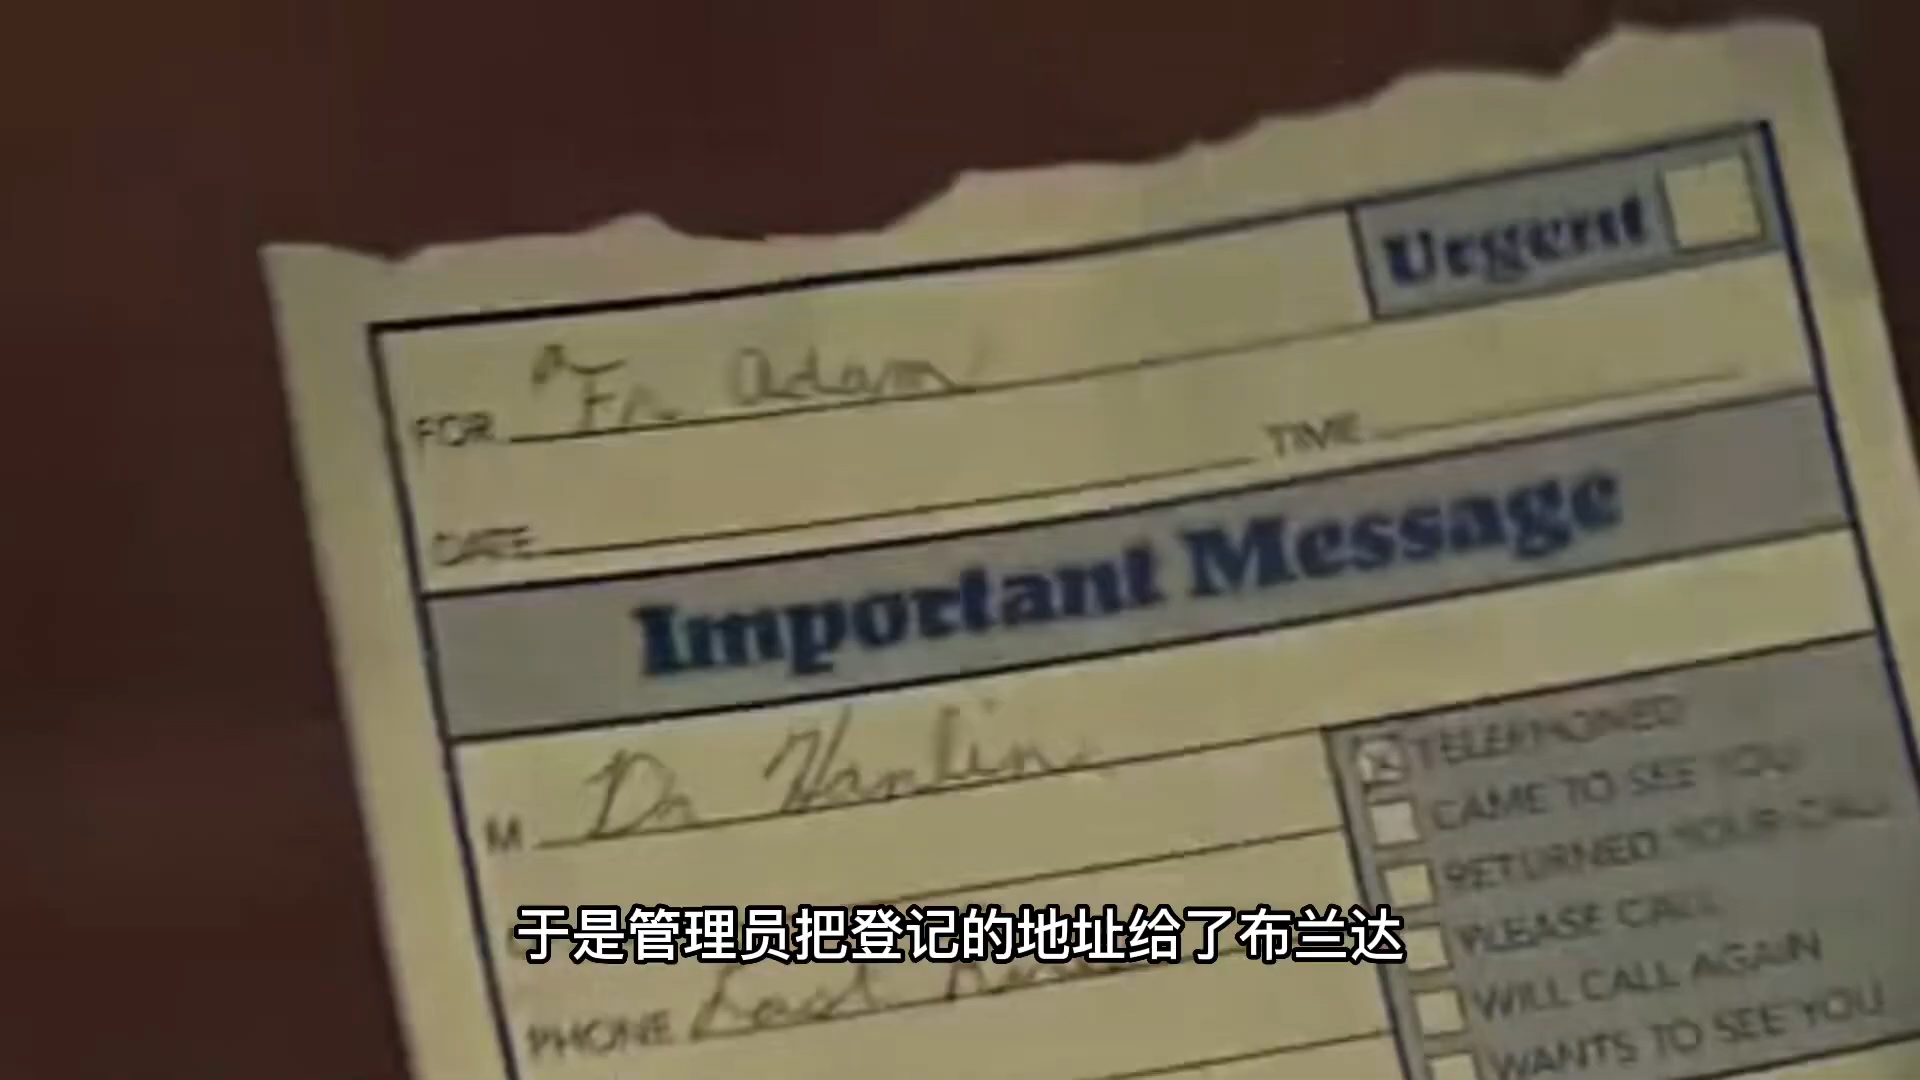 Urgent
FOR Fr. Adam
TIME
DATE
Important Message
M Dr Hanlin
TELEPHONED
CAME TO SEE YOU
RETURNED YOUR CALL
于是管理员把登记的地址给了布兰达
PLEASE CALL
PHONE
WILL CALL AGAIN
WANTS TO SEE YOU